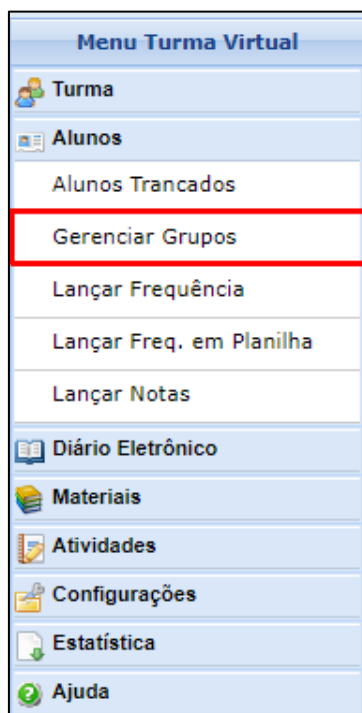 Menu Turma Virtual
Turma
Alunos
Alunos Trancados
Gerenciar Grupos
Lançar Frequência
Lançar Freq. em Planilha
Lançar Notas
Diário Eletrônico
Materiais
Atividades
Configurações
Estatística
Ajuda